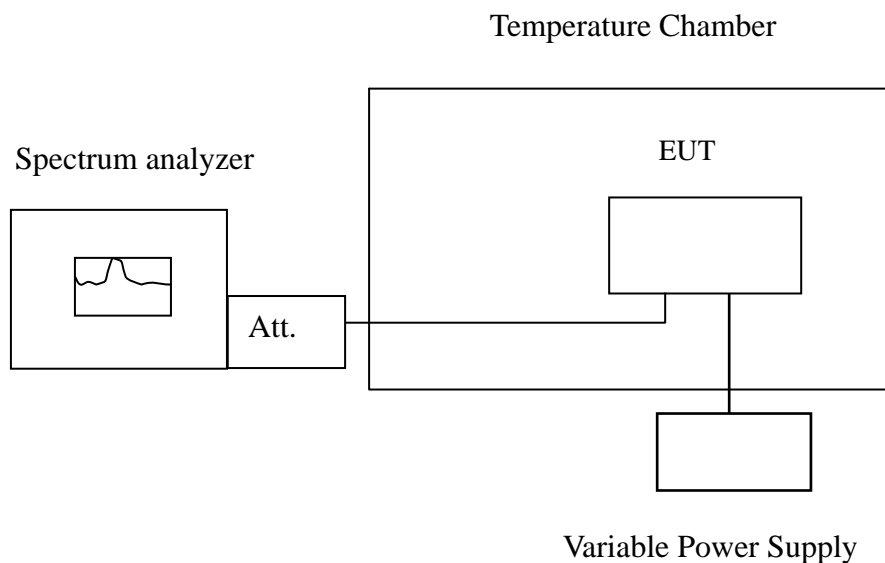 Temperature Chamber
Spectrum analyzer
EUT
Att.
Variable Power Supply